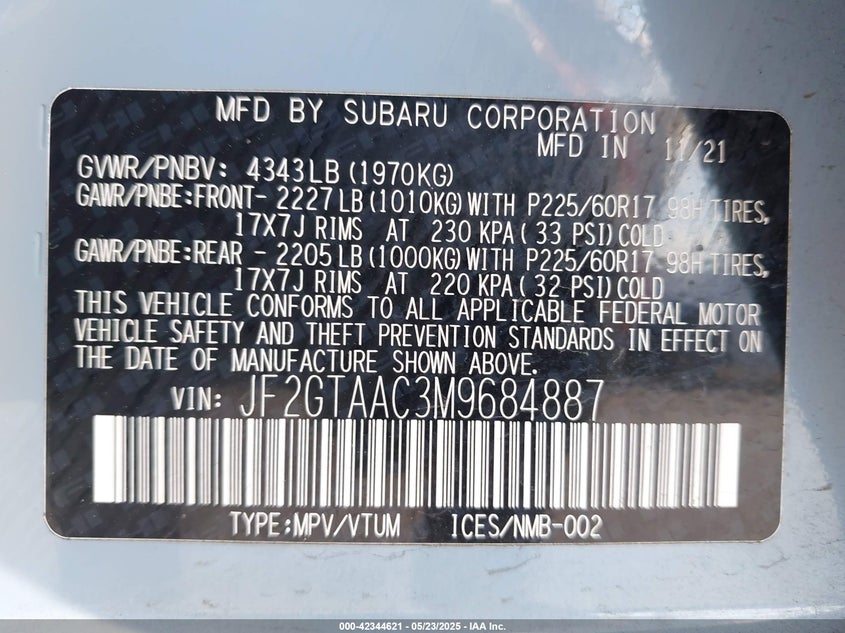 MFD BY SUBARU CORPORATION
MFD IN 11/21
GVWR/PNBV: 4343LB (1970KG)
GAWR/PNBE:FRONT- 2227LB (1010KG) WITH P225/60R17 98H TIRES,
17X7J RIMS AT 230 KPA (33 PSI) COLD
GAWR/PNBE:REAR - 2205LB (1000KG) WITH P225/60R17 98H TIRES,
17X7J RIMS AT 220 KPA (32 PSI) COLD
THIS VEHICLE CONFORMS TO ALL APPLICABLE FEDERAL MOTOR
VEHICLE SAFETY AND THEFT PREVENTION STANDARDS IN EFFECT ON
THE DATE OF MANUFACTURE SHOWN ABOVE.
VIN: JF2GTAAC3M9684887
TYPE:MPV/VTUM ICES/NMB-002
000-42344621 - 05/23/2025 - IAA Inc.